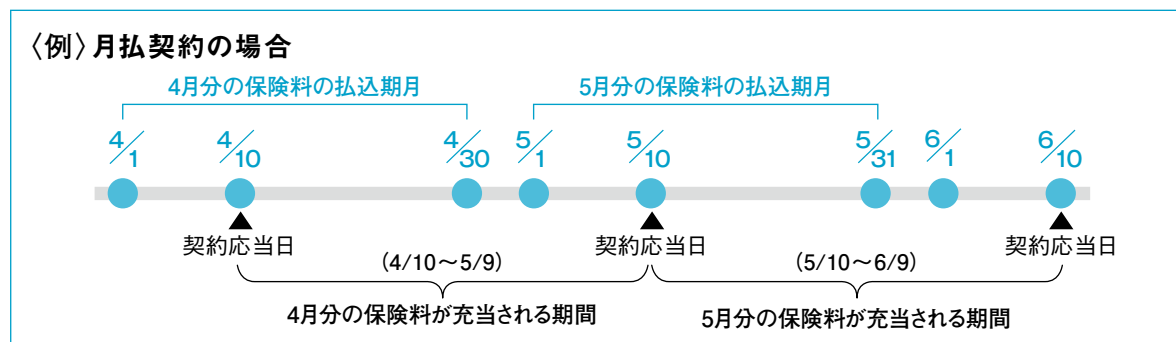 〈例〉月払契約の場合
4月分の保険料の払込期月 5月分の保険料の払込期月
4/1 4/10 4/30 5/1 5/10 5/31 6/1 6/10
契約応当日 契約応当日 契約応当日
(4/10～5/9) (5/10～6/9)
4月分の保険料が充当される期間 5月分の保険料が充当される期間